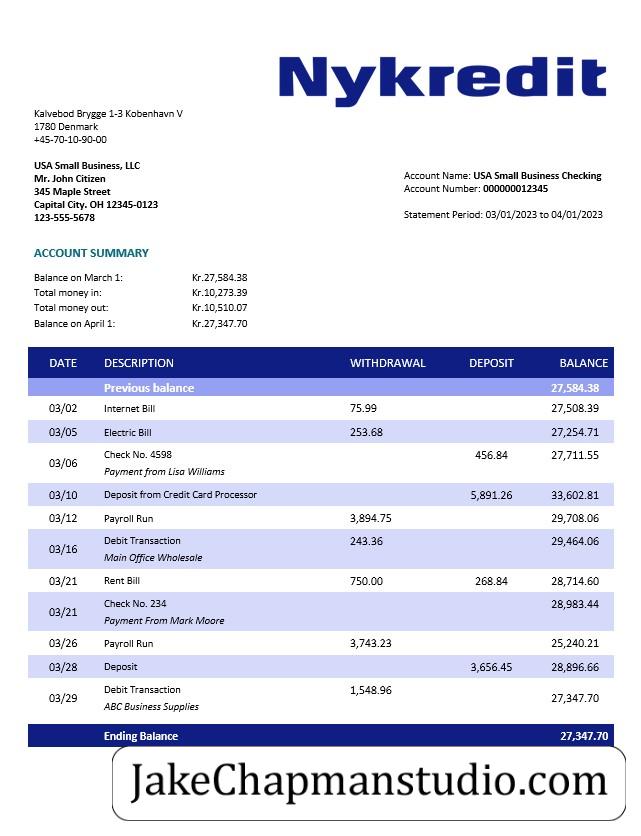 Nykredit
Kalvebod Brygge 1-3 Kobenhavn V
1780 Denmark
+45-70-10-90-00
USA Small Business, LLC
Mr. John Citizen
345 Maple Street
Capital City. OH 12345-0123
123-555-5678
Account Name: USA Small Business Checking
Account Number: 000000012345
Statement Period: 03/01/2023 to 04/01/2023
ACCOUNT SUMMARY
Balance on March 1: Kr.27,584.38
Total money in: Kr.10,273.39
Total money out: Kr.10,510.07
Balance on April 1: Kr.27,347.70
DATE DESCRIPTION WITHDRAWAL DEPOSIT BALANCE
Previous balance 27,584.38
03/02 Internet Bill 75.99 27,508.39
03/05 Electric Bill 253.68 27,254.71
03/06 Check No. 4598 456.84 27,711.55
Payment from Lisa Williams
03/10 Deposit from Credit Card Processor 5,891.26 33,602.81
03/12 Payroll Run 3,894.75 29,708.06
03/16 Debit Transaction 243.36 29,464.06
Main Office Wholesale
03/21 Rent Bill 750.00 268.84 28,714.60
03/21 Check No. 234 28,983.44
Payment From Mark Moore
03/26 Payroll Run 3,743.23 25,240.21
03/28 Deposit 3,656.45 28,896.66
03/29 Debit Transaction 1,548.96 27,347.70
ABC Business Supplies
Ending Balance 27,347.70
JakeChapmanstudio.com